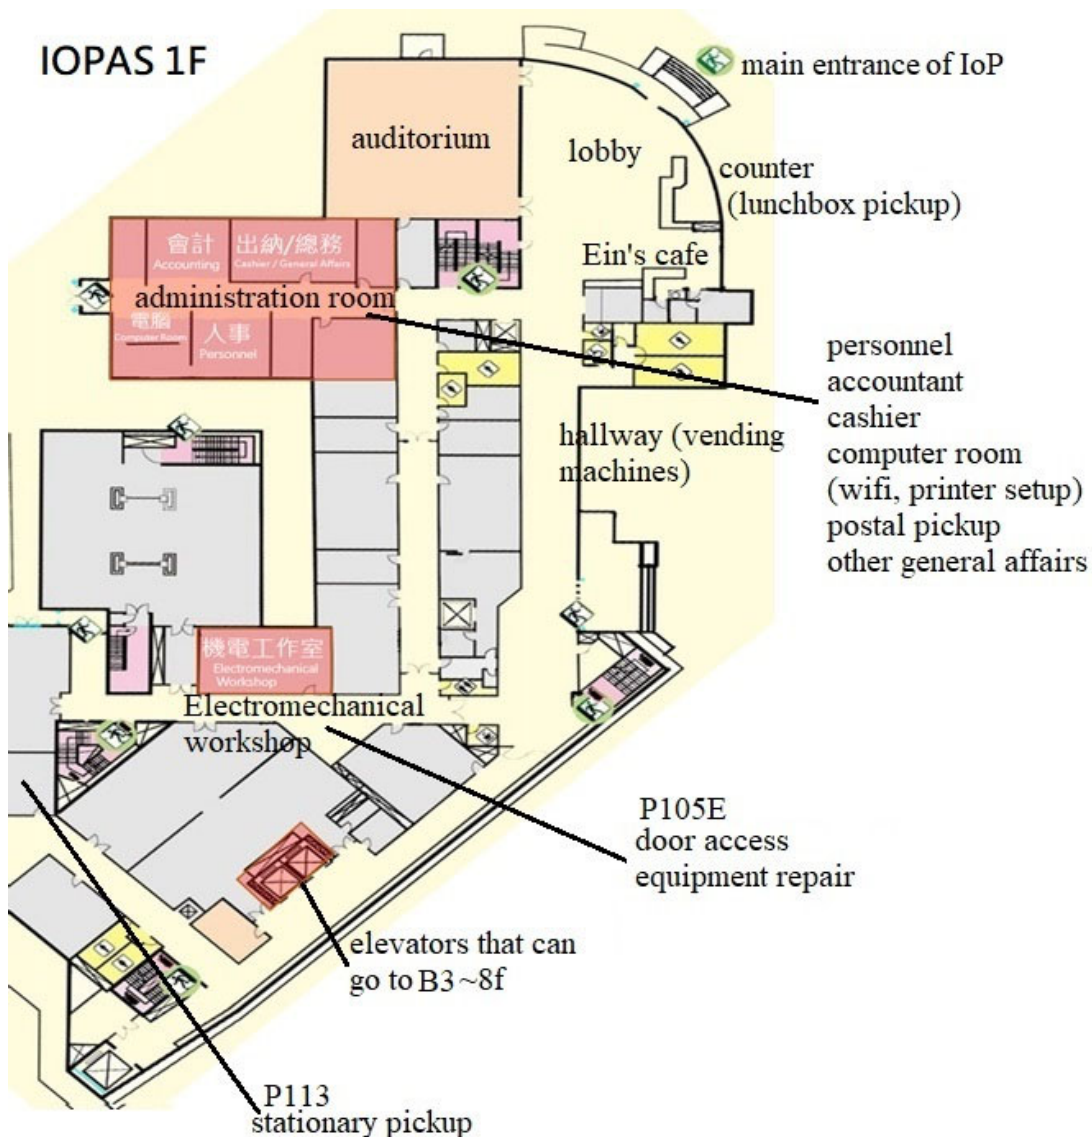 IOPAS 1F
main entrance of IoP
auditorium
lobby
counter
(lunchbox pickup)
會計
Accounting
出納/總務
Cashier / General Affairs
Ein's cafe
administration room
電腦
Computer Room
人事
Personnel
personnel
accountant
cashier
computer room
(wifi, printer setup)
postal pickup
other general affairs
hallway (vending
machines)
機電工作室
Electromechanical
Workshop
Electromechanical
workshop
P105E
door access
equipment repair
elevators that can
go to B3~8f
P113
stationary pickup